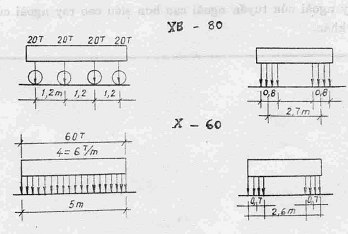 XB - 80
20T 20T 20T 20T
1,2m 1,2 1,2
0,8 0,8
2,7m
X - 60
60T
4=6T/m
5m
0,7 0,7
2,6m